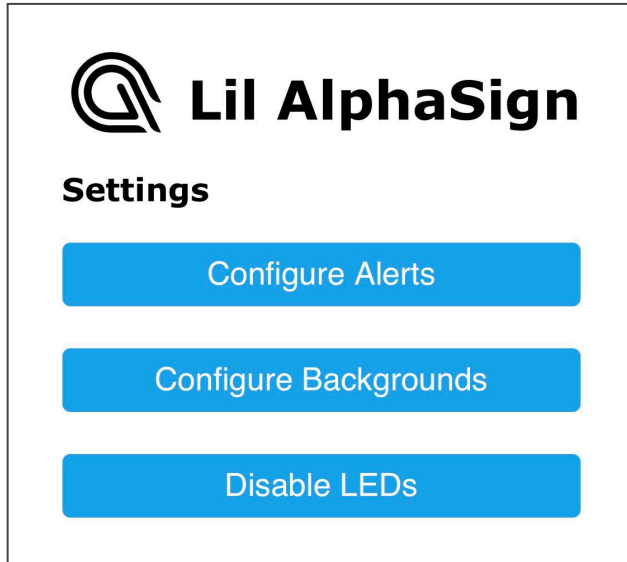 Lil AlphaSign
Settings
Configure Alerts
Configure Backgrounds
Disable LEDs